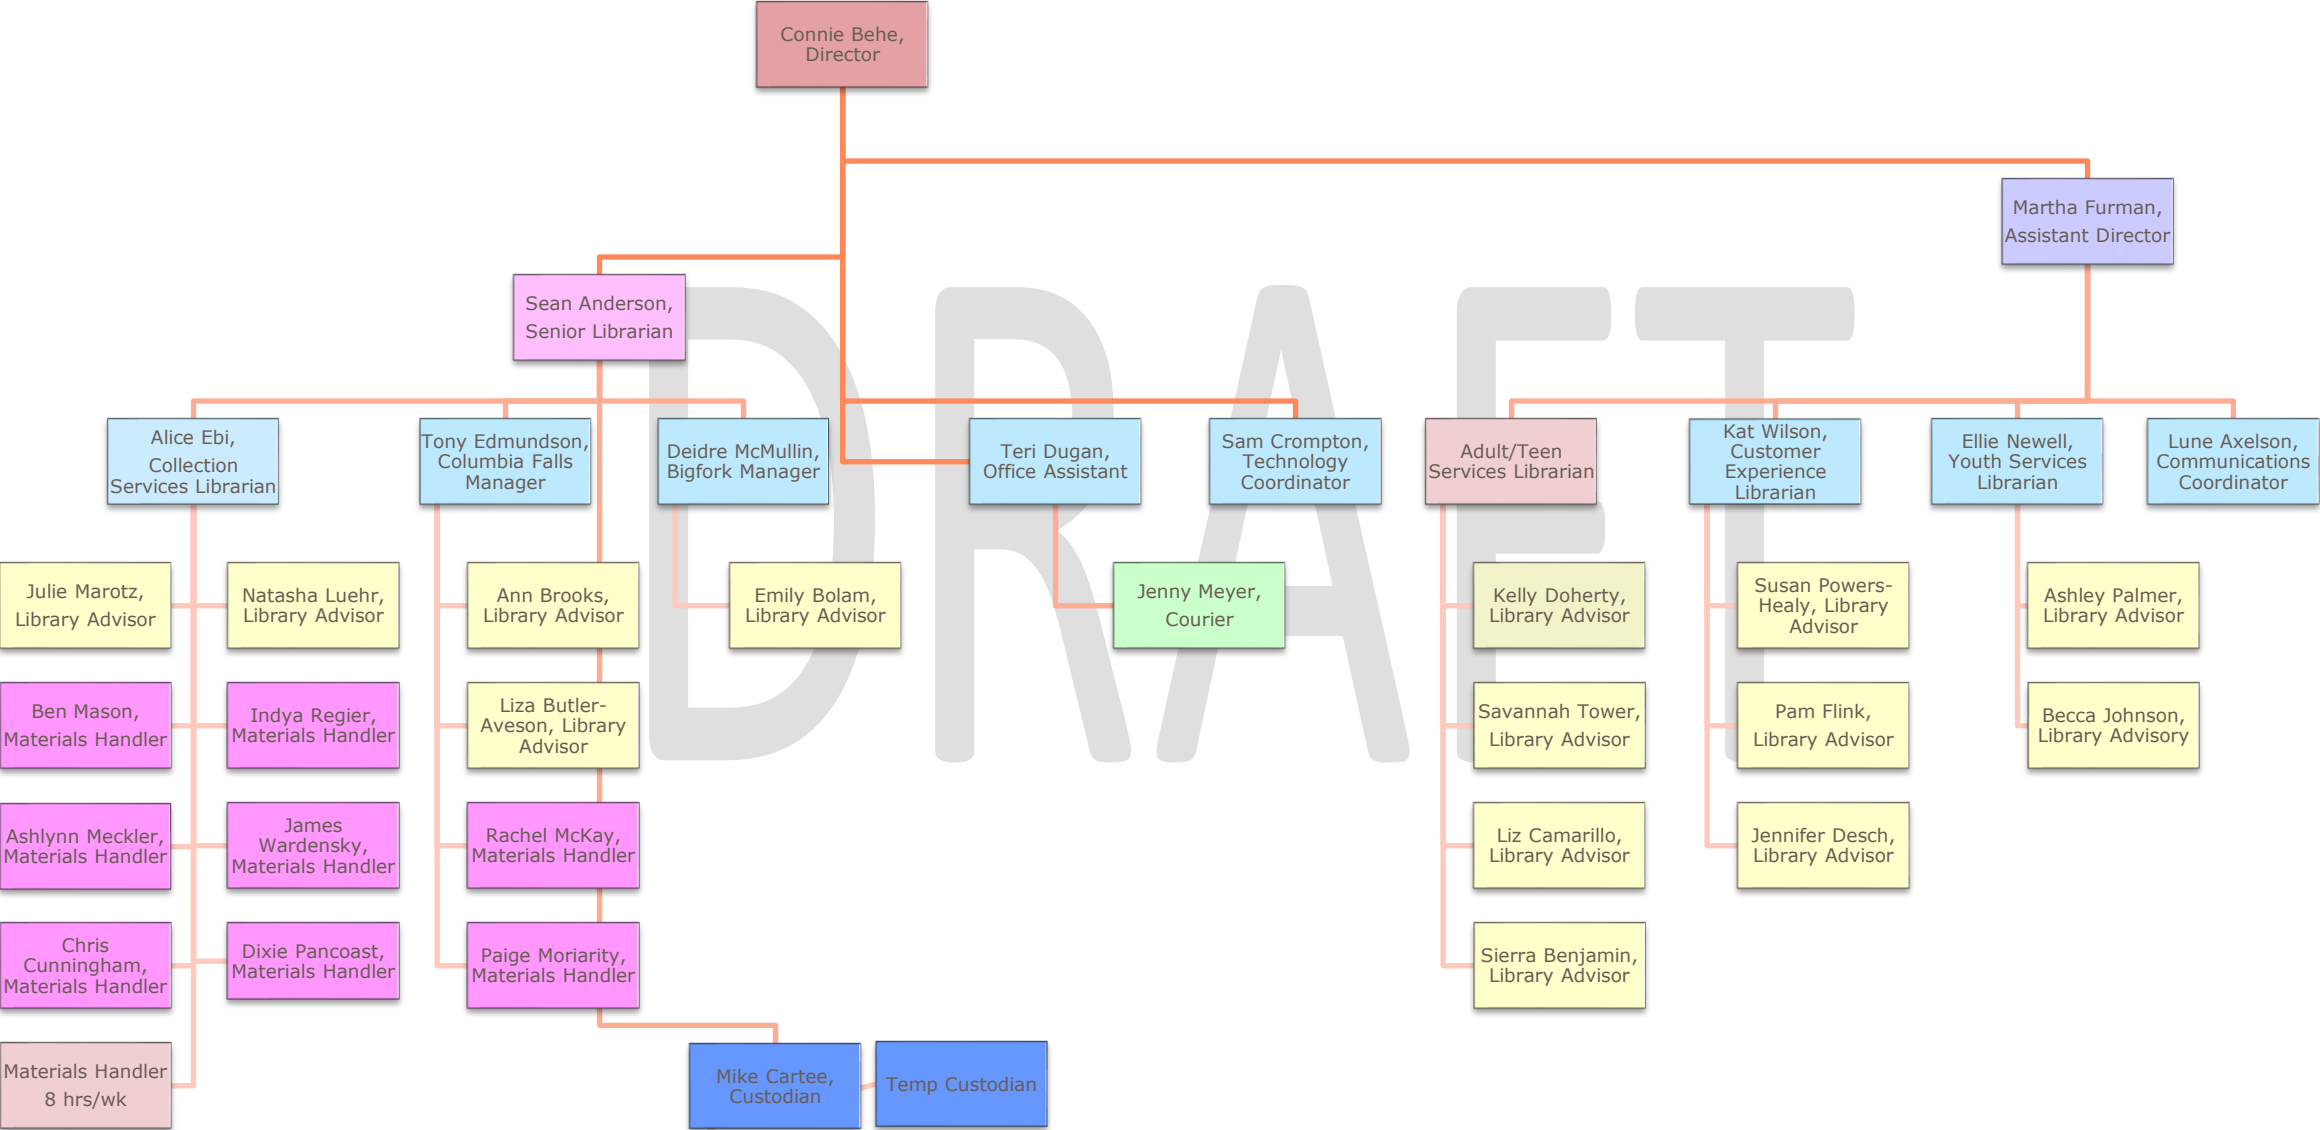 Connie Behe,
Director
Martha Furman,
Assistant Director
Sean Anderson,
Senior Librarian
DRAFT
Alice Ebi,
Collection
Services Librarian
Tony Edmundson,
Columbia Falls
Manager
Deidre McMullin,
Bigfork Manager
Teri Dugan,
Office Assistant
Sam Crompton,
Technology
Coordinator
Adult/Teen
Services Librarian
Kat Wilson,
Customer
Experience
Librarian
Ellie Newell,
Youth Services
Librarian
Lune Axelson,
Communications
Coordinator
Julie Marotz,
Library Advisor
Natasha Luehr,
Library Advisor
Ann Brooks,
Library Advisor
Emily Bolam,
Library Advisor
Jenny Meyer,
Courier
Kelly Doherty,
Library Advisor
Susan Powers-
Healy, Library
Advisor
Ashley Palmer,
Library Advisor
Ben Mason,
Materials Handler
Indya Regier,
Materials Handler
Liza Butler-
Aveson, Library
Advisor
Savannah Tower,
Library Advisor
Pam Flink,
Library Advisor
Becca Johnson,
Library Advisory
Ashlynn Meckler,
Materials Handler
James
Wardensky,
Materials Handler
Rachel McKay,
Materials Handler
Liz Camarillo,
Library Advisor
Jennifer Desch,
Library Advisor
Chris
Cunningham,
Materials Handler
Dixie Pancoast,
Materials Handler
Paige Moriarity,
Materials Handler
Sierra Benjamin,
Library Advisor
Materials Handler
8 hrs/wk
Mike Cartee,
Custodian
Temp Custodian